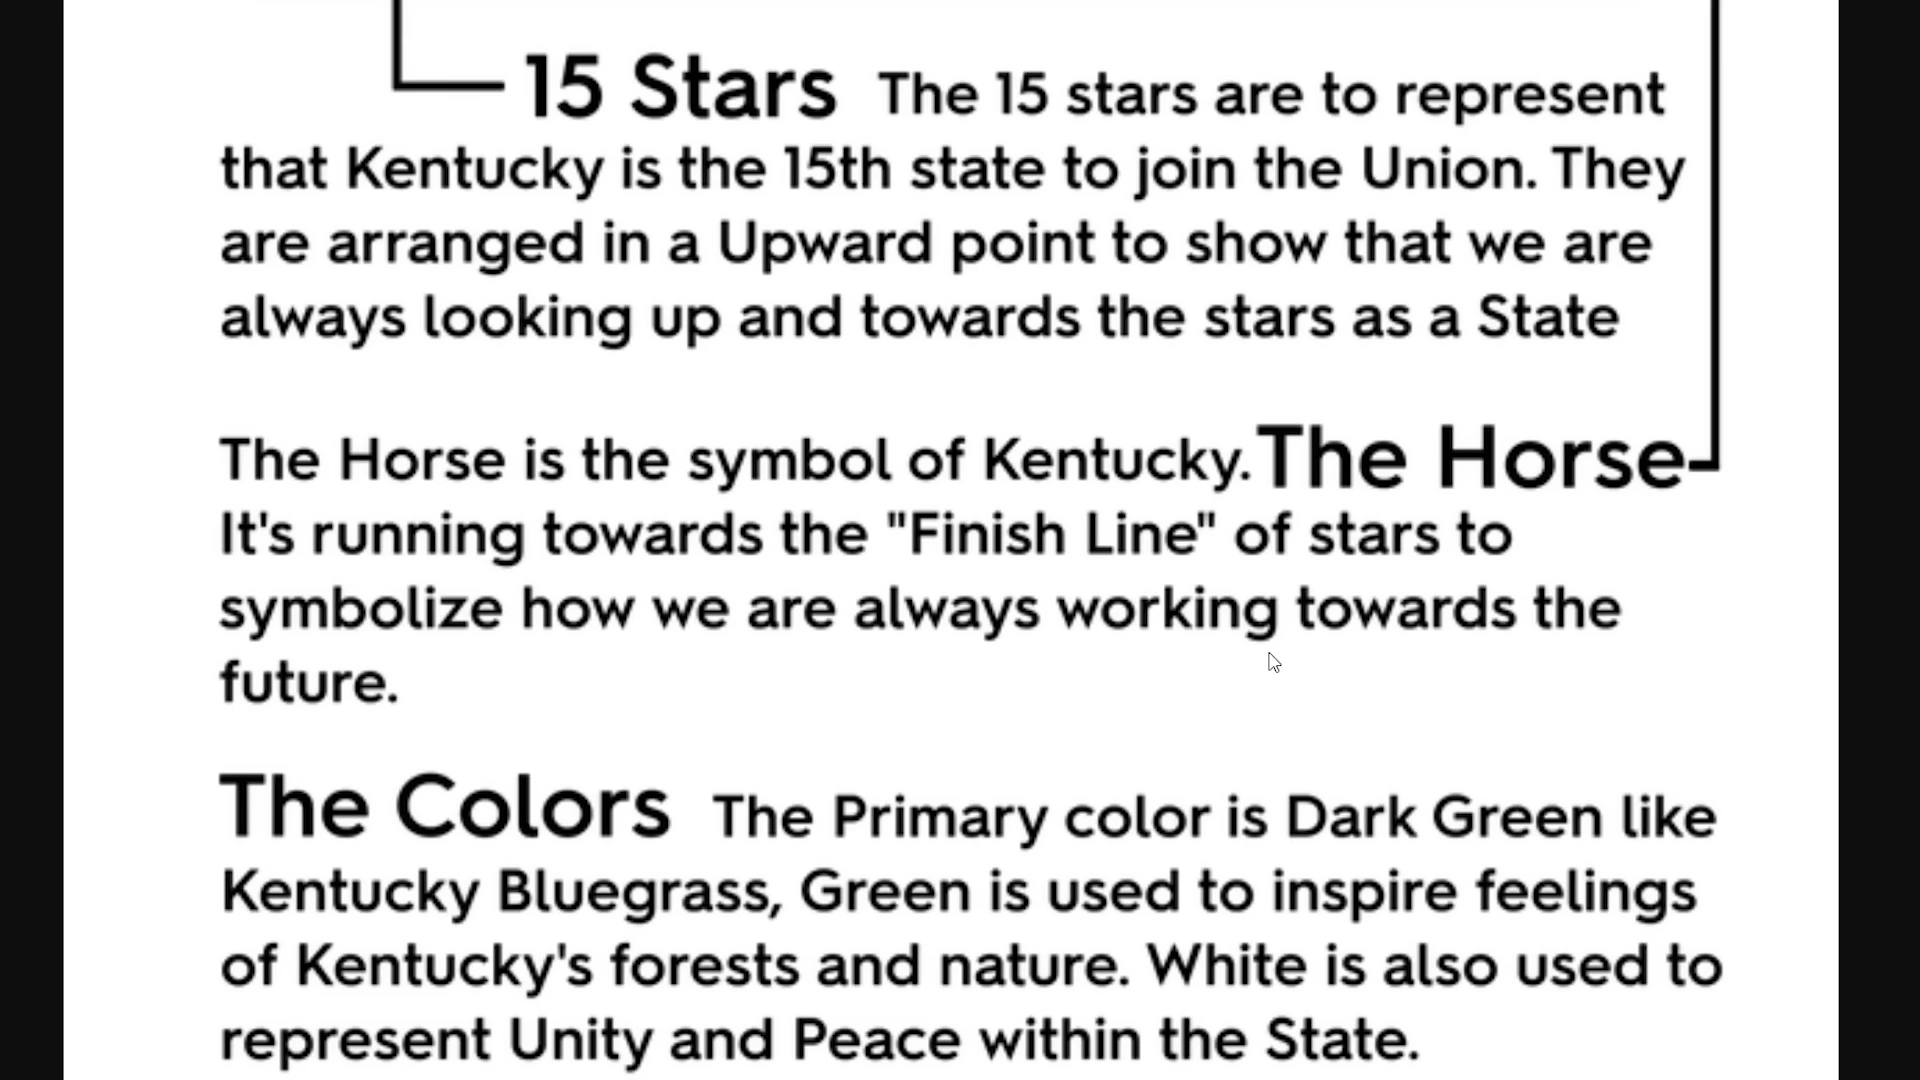 15 Stars The 15 stars are to represent
that Kentucky is the 15th state to join the Union. They
are arranged in a Upward point to show that we are
always looking up and towards the stars as a State
The Horse is the symbol of Kentucky. The Horse
It's running towards the "Finish Line" of stars to
symbolize how we are always working towards the
future.
The Colors The Primary color is Dark Green like
Kentucky Bluegrass, Green is used to inspire feelings
of Kentucky's forests and nature. White is also used to
represent Unity and Peace within the State.